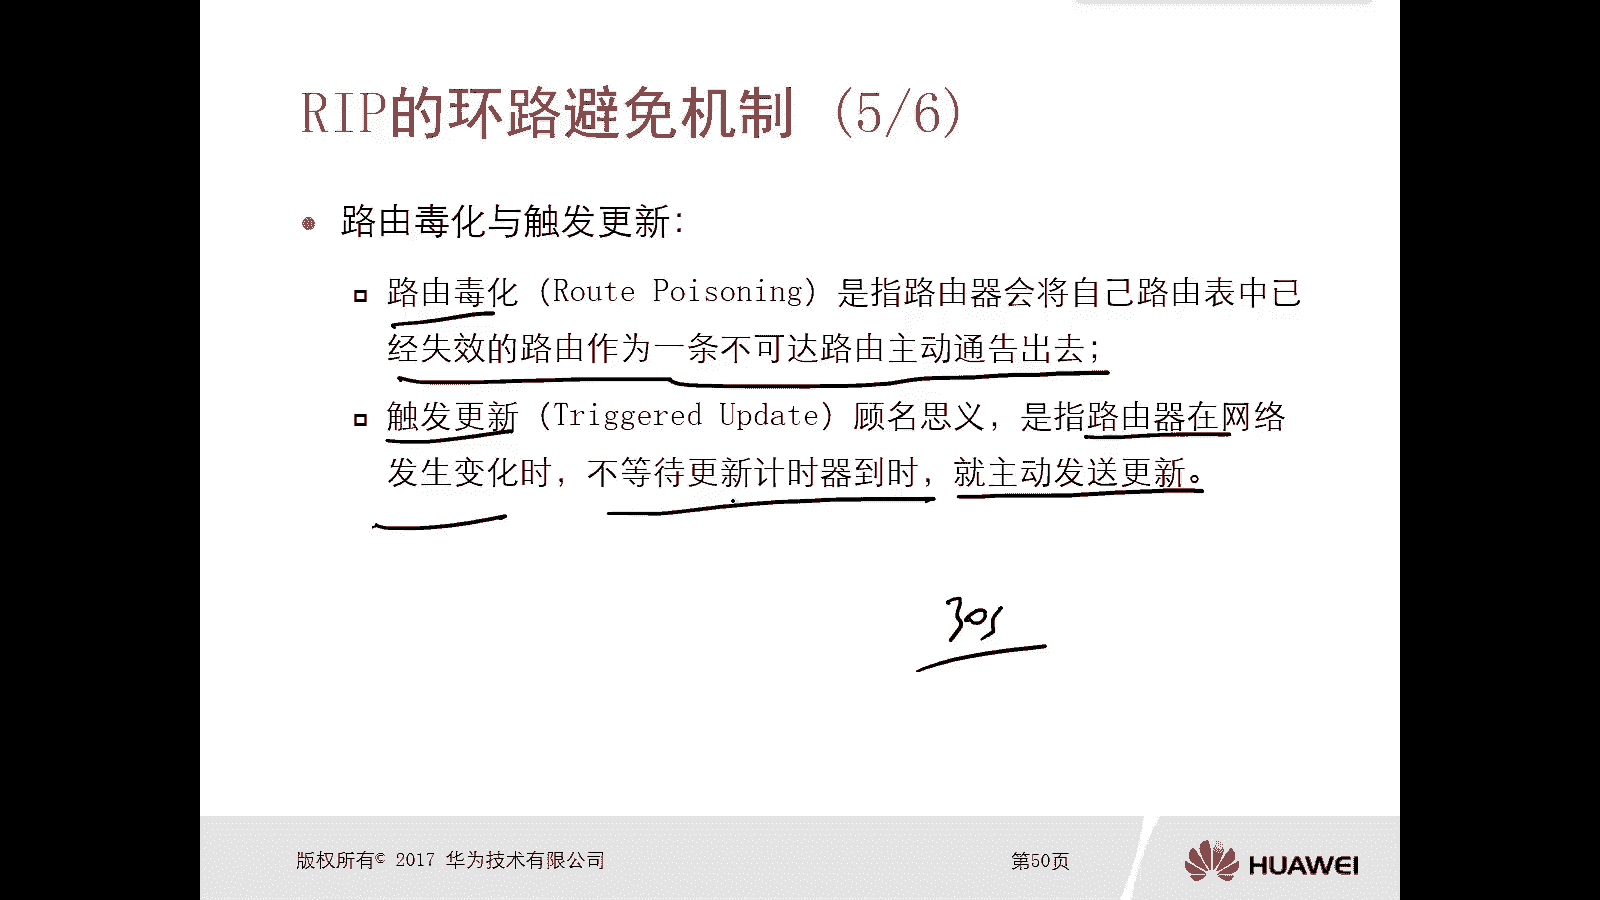 RIP的环路避免机制 (5/6)
路由毒化与触发更新：
路由毒化（Route Poisoning）是指路由器会将自己路由表中已
经失效的路由作为一条不可达路由主动通告出去；
触发更新（Triggered Update）顾名思义，是指路由器在网络
发生变化时，不等待更新计时器到时，就主动发送更新。
30s
版权所有© 2017 华为技术有限公司
第50页
HUAWEI